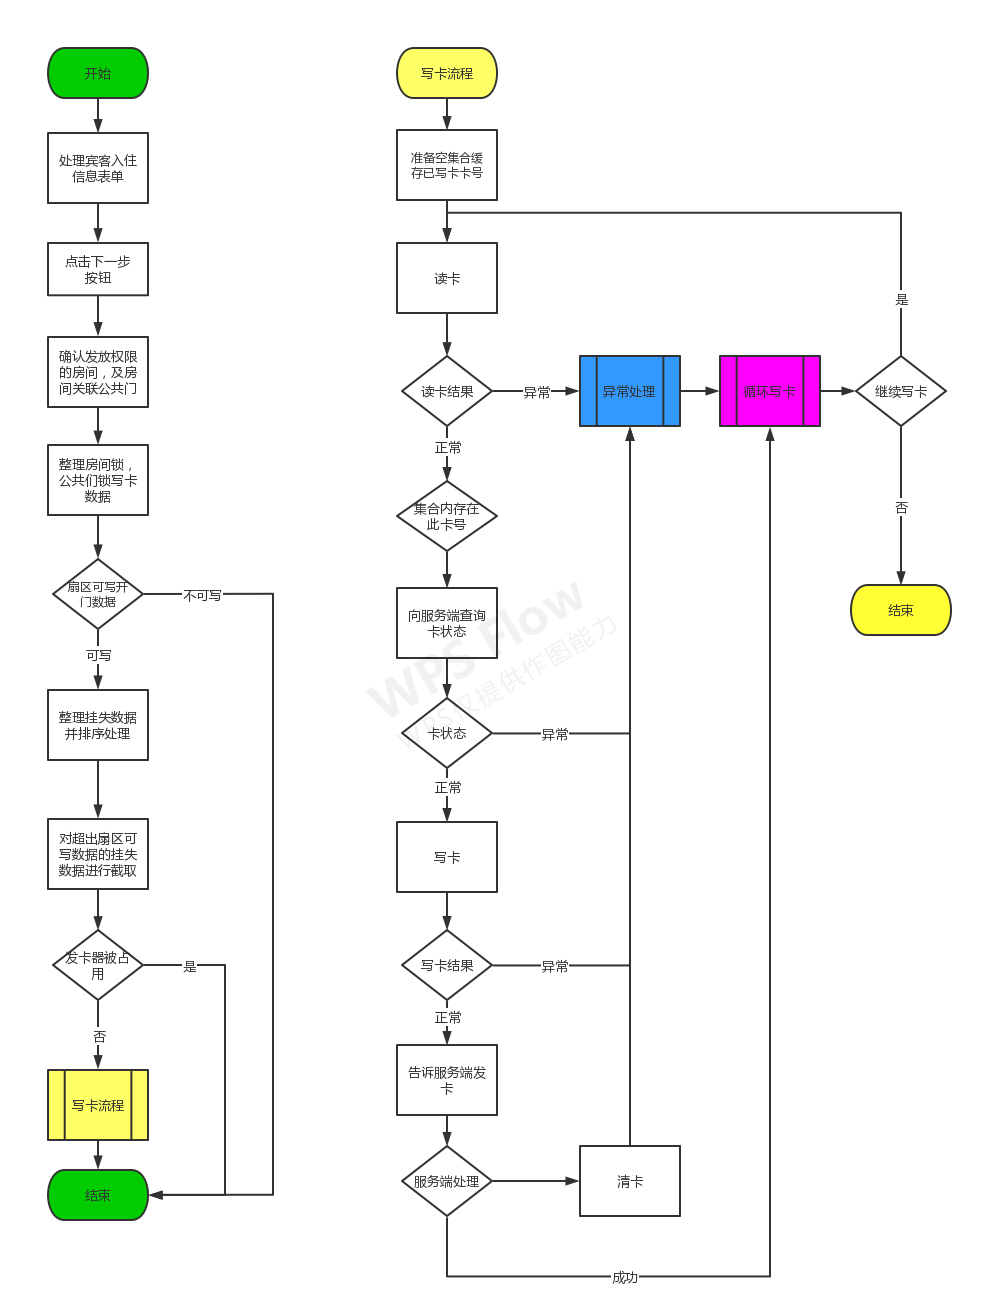 开始
处理宾客入住
信息表单
点击下一步
按钮
确认发放权限
的房间，及房
间关联公共门
整理房间锁，
公共们锁写卡
数据
扇区可写开
门数据
不可写
可写
整理挂失数据
并排序处理
对超出扇区可
写数据的挂失
数据进行截取
发卡器被占
用
是
否
写卡流程
结束
写卡流程
准备空集合缓
存已写卡卡号
读卡
是
读卡结果
异常
异常处理
循环写卡
继续写卡
正常
集合内存在
此卡号
否
向服务端查询
卡状态
结束
卡状态
异常
正常
写卡
写卡结果
异常
正常
告诉服务端发
卡
服务端处理
清卡
成功
WPS Flow
WPS仅提供作图能力